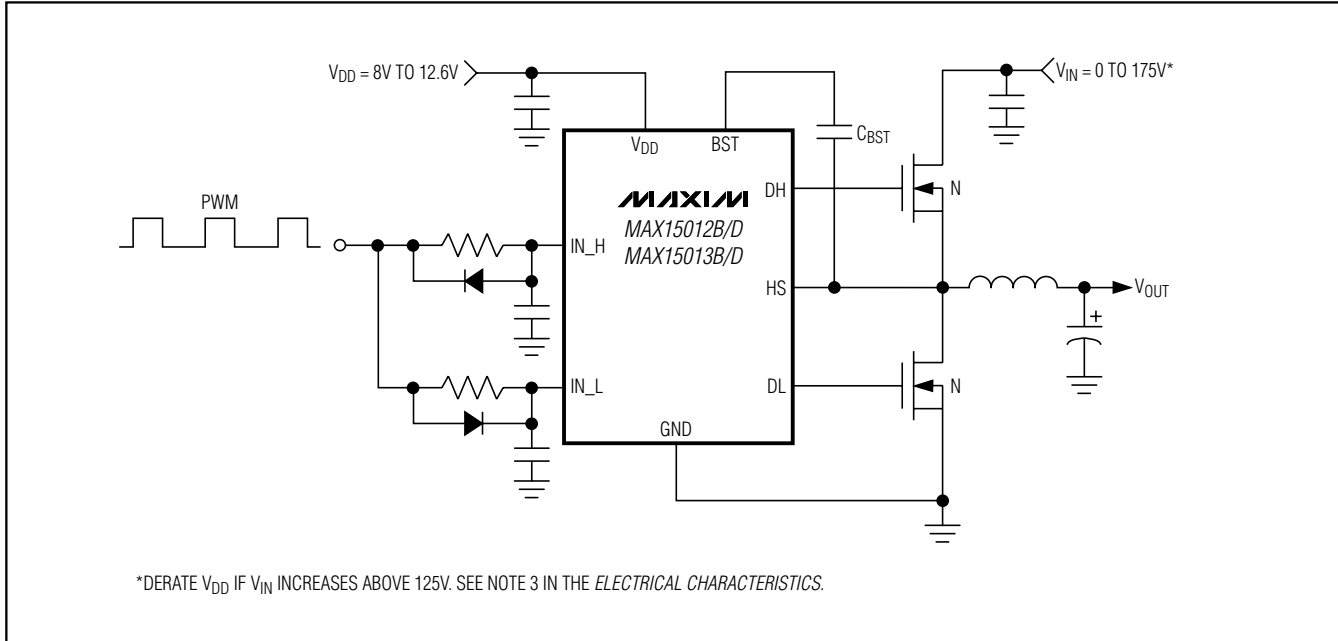 V_DD = 8V TO 12.6V
V_IN = 0 TO 175V*
V_DD
BST
C_BST
PWM
MAXIM
DH
N
MAX15012B/D
MAX15013B/D
IN_H
HS
V_OUT
+
IN_L
DL
N
GND
*DERATE V_DD IF V_IN INCREASES ABOVE 125V. SEE NOTE 3 IN THE ELECTRICAL CHARACTERISTICS.